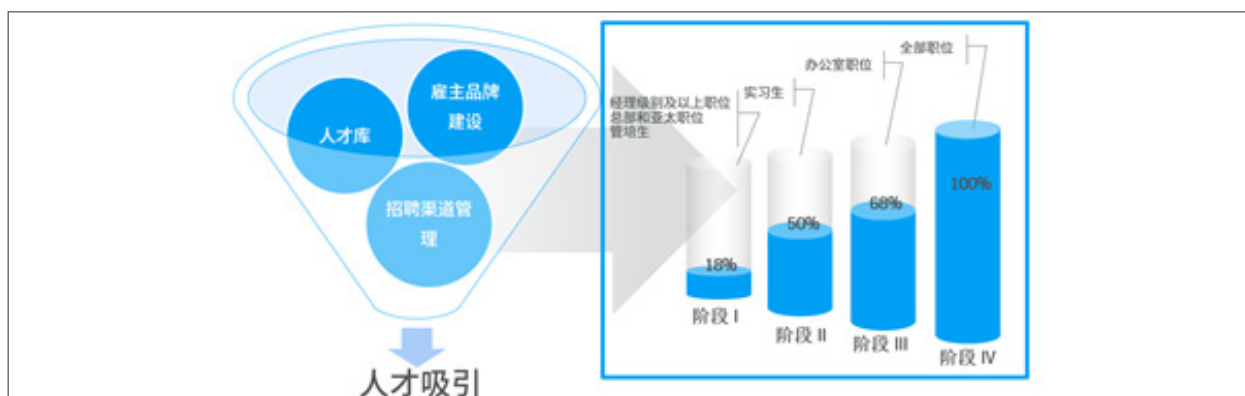 雇主品牌
建设
人才库
招聘渠道管
理
人才吸引
经理级别及以上职位
总部和亚太职位
管培生
实习生
办公室职位
全部职位
18%
50%
68%
100%
阶段 I
阶段 II
阶段 III
阶段 IV